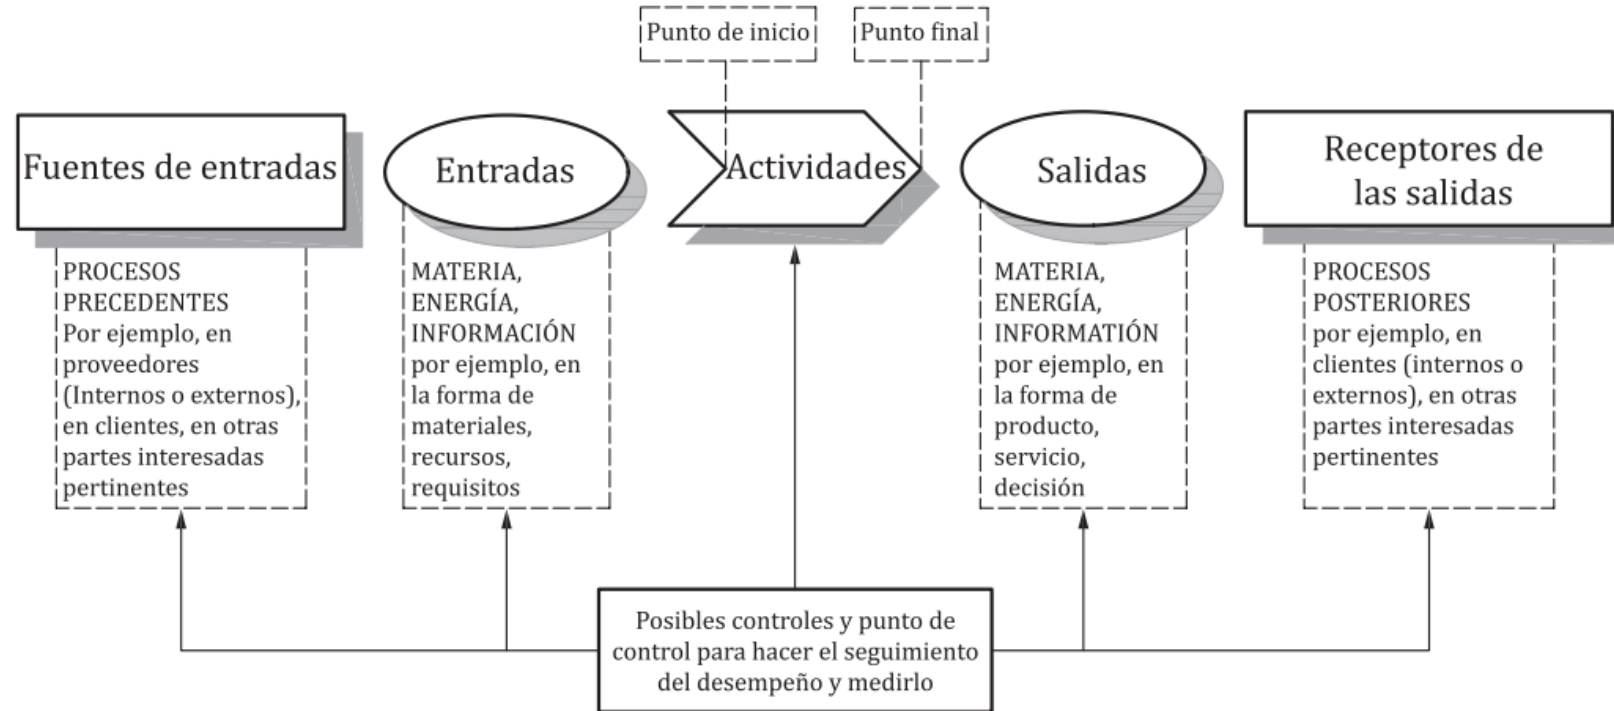 Punto de inicio
Punto final
Fuentes de entradas
Entradas
Actividades
Salidas
Receptores de
las salidas
PROCESOS
PRECEDENTES
Por ejemplo, en
proveedores
(Internos o externos),
en clientes, en otras
partes interesadas
pertinentes
MATERIA,
ENERGÍA,
INFORMACIÓN
por ejemplo, en
la forma de
materiales,
recursos,
requisitos
MATERIA,
ENERGÍA,
INFORMATIÓN
por ejemplo, en
la forma de
producto,
servicio,
decisión
PROCESOS
POSTERIORES
por ejemplo, en
clientes (internos o
externos), en otras
partes interesadas
pertinentes
Posibles controles y punto de
control para hacer el seguimiento
del desempeño y medirlo